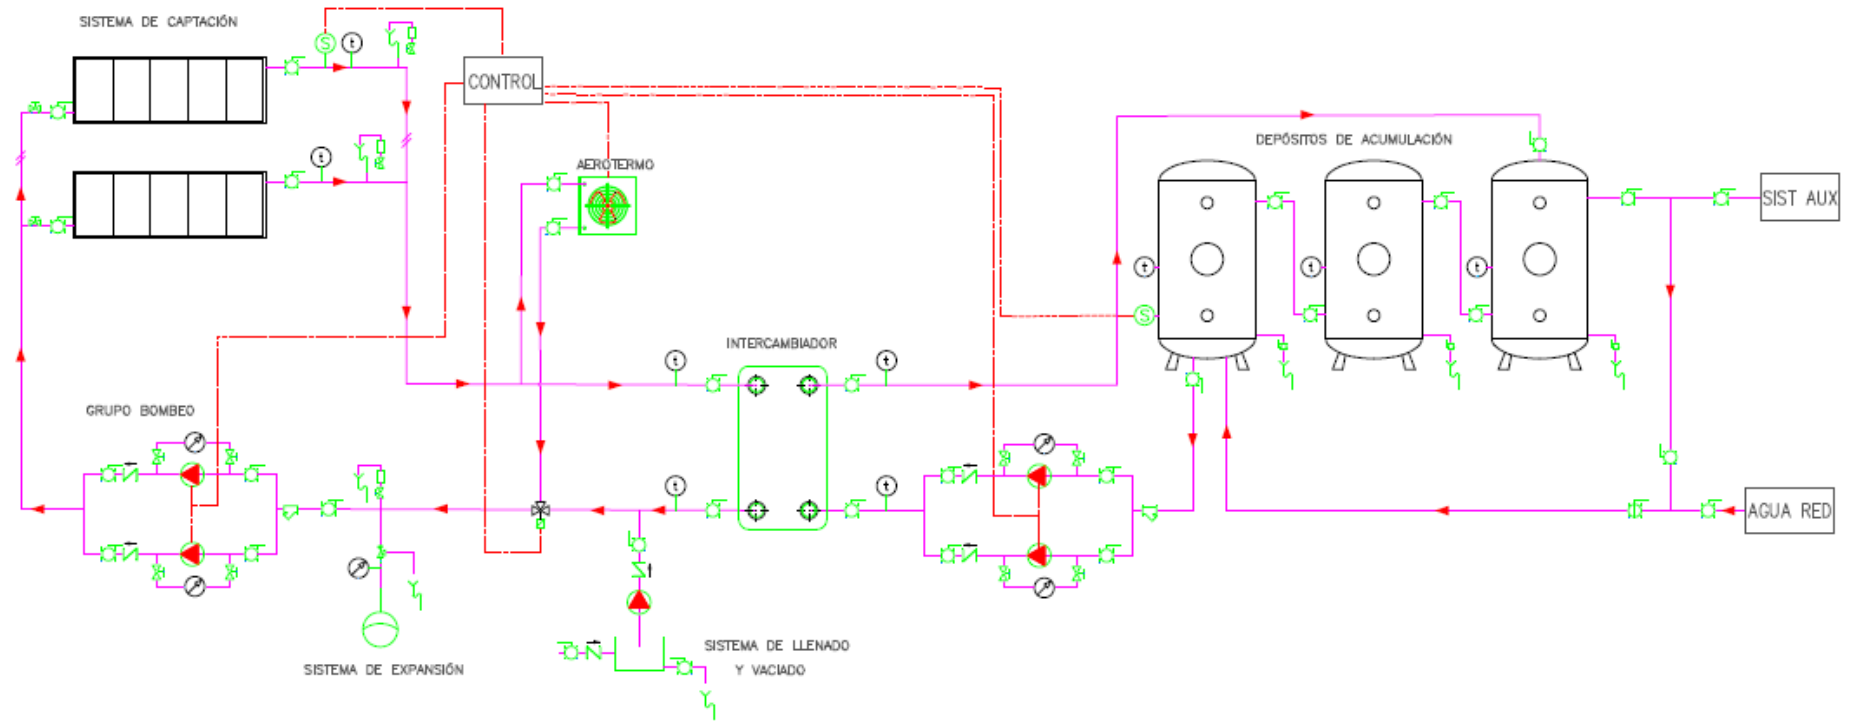 SISTEMA DE CAPTACIÓN
S
t
CONTROL
DEPÓSITOS DE ACUMULACIÓN
t
AEROTERMO
SIST AUX
t
t
t
S
INTERCAMBIADOR
t
t
GRUPO BOMBEO
t
t
AGUA RED
SISTEMA DE LLENADO
Y VACIADO
SISTEMA DE EXPANSIÓN